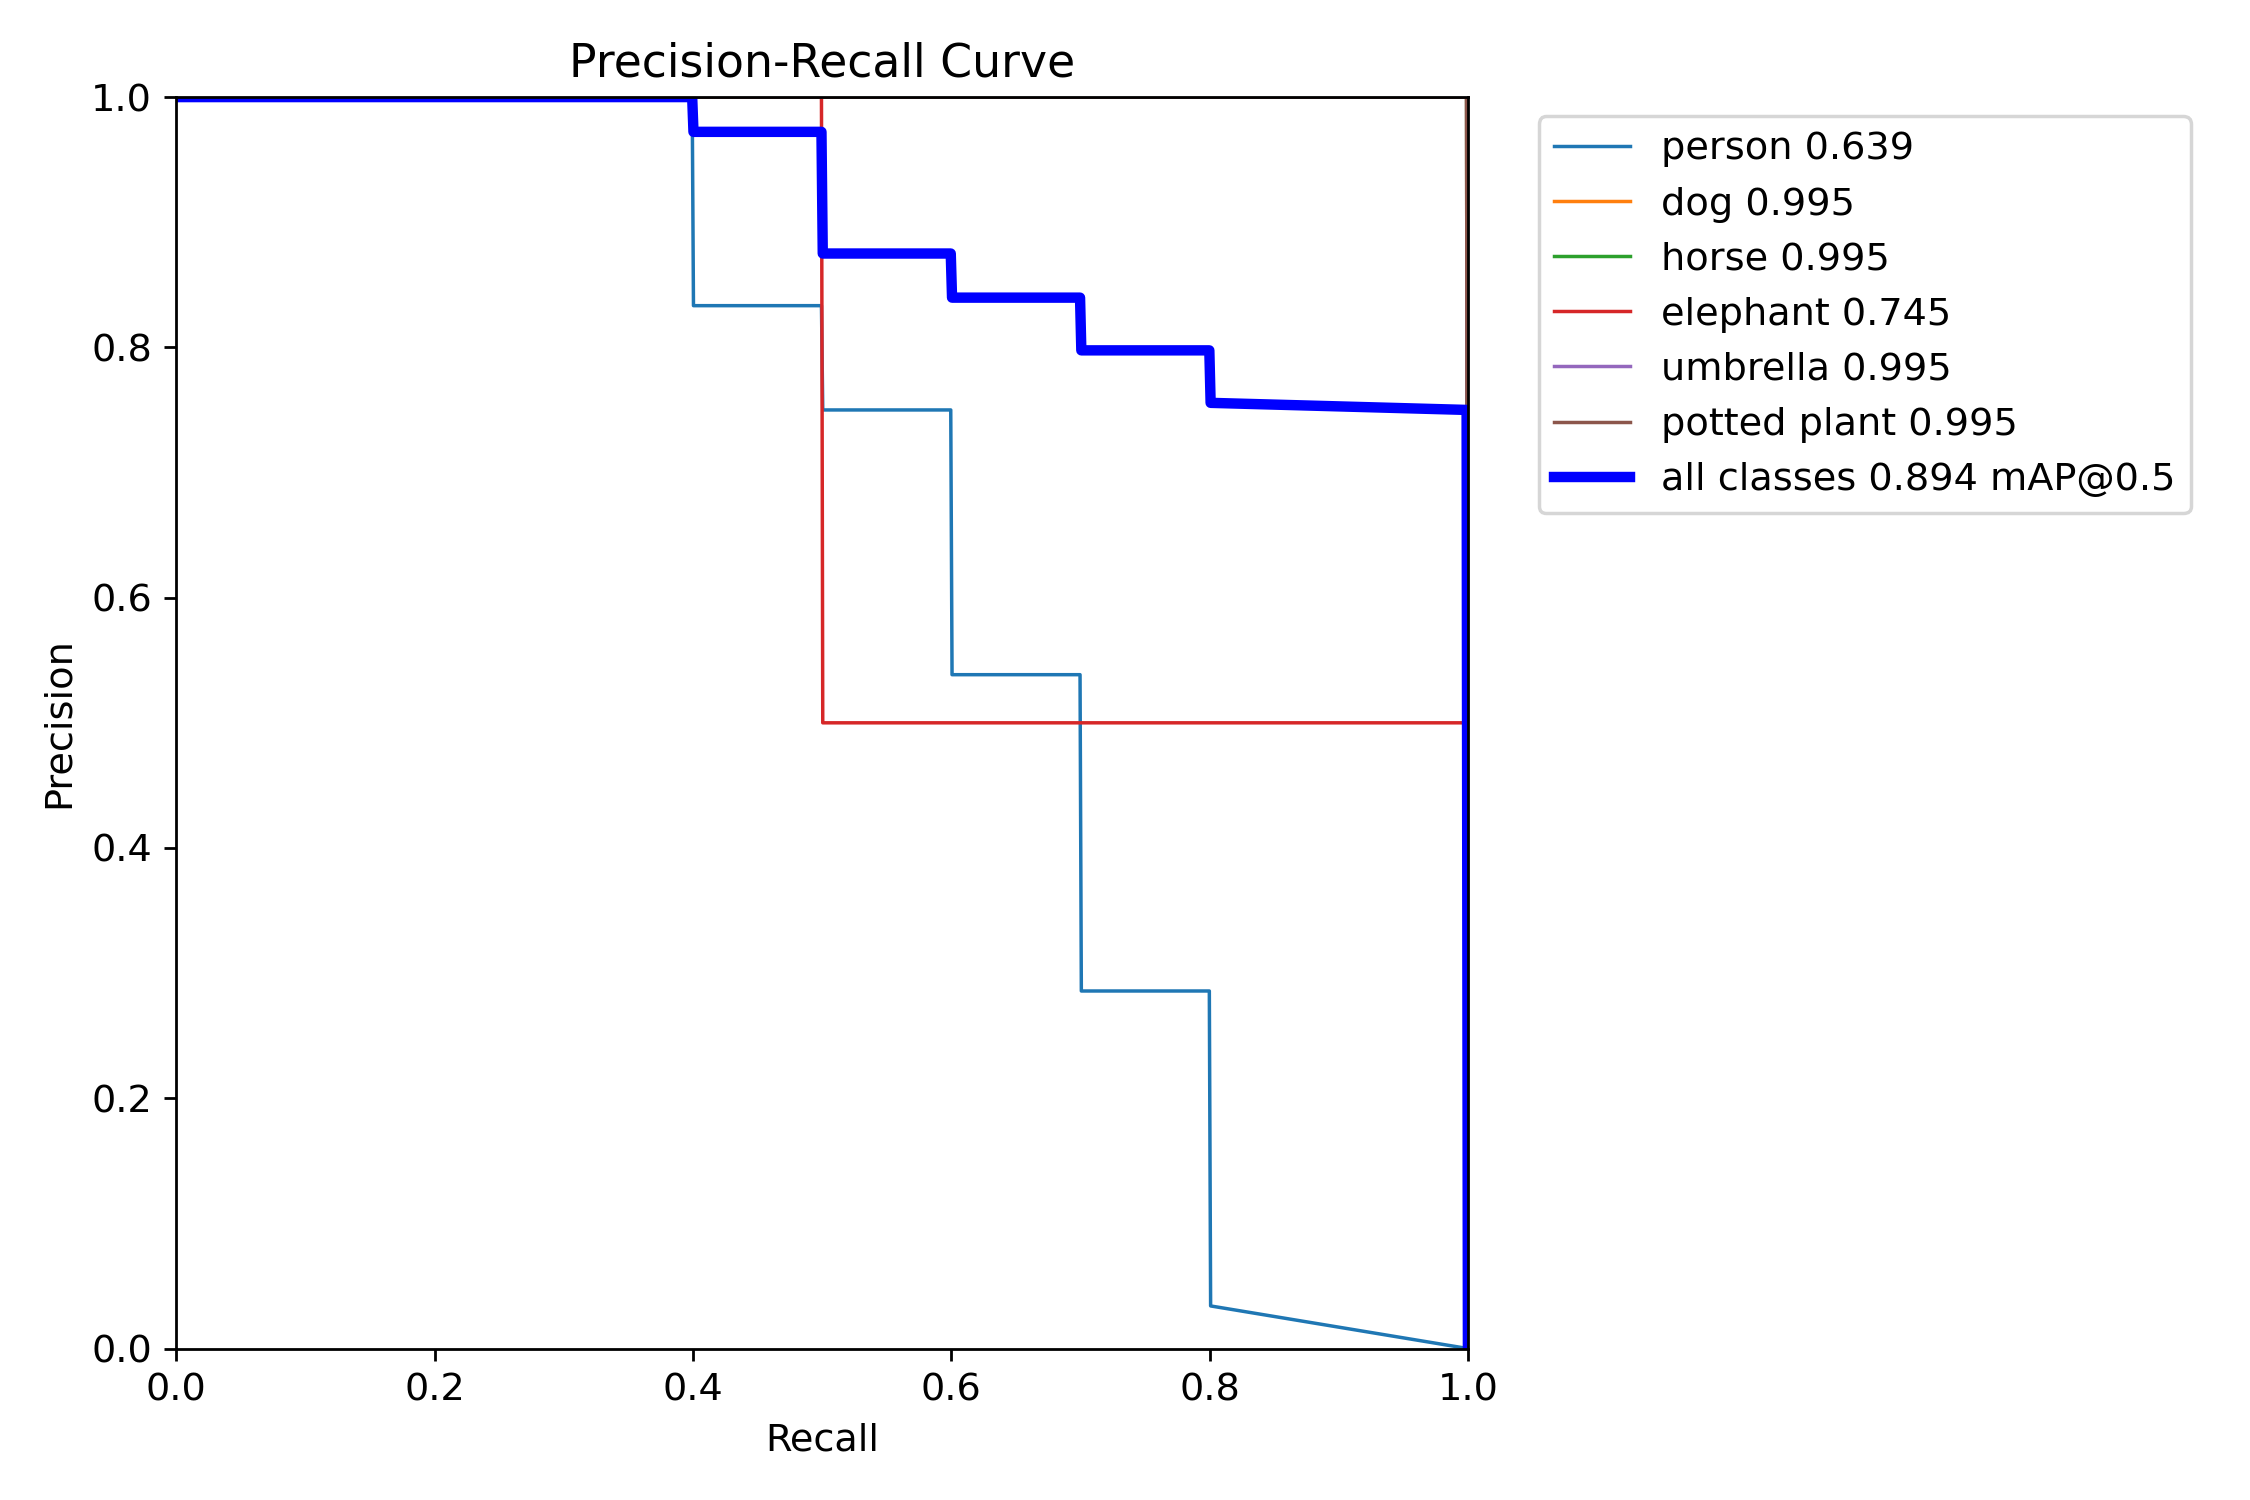 Precision-Recall Curve
1.0
0.8
0.6
0.4
0.2
0.0
Precision
0.0 0.2 0.4 0.6 0.8 1.0
Recall
person 0.639
dog 0.995
horse 0.995
elephant 0.745
umbrella 0.995
potted plant 0.995
all classes 0.894 mAP@0.5